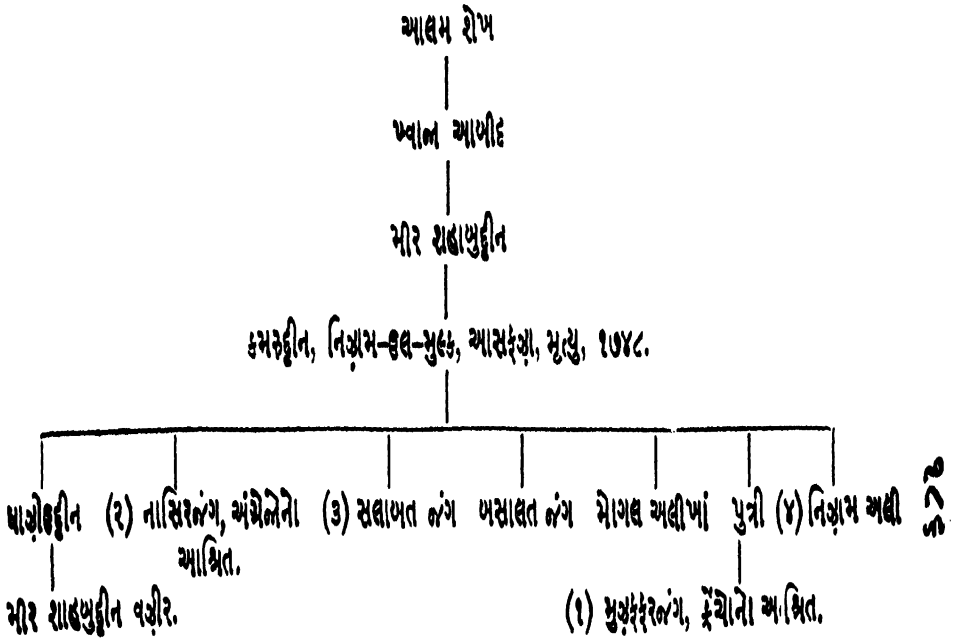 આલમ શેખ
ખ્વાજા આબીદ
મીર શહાબુદ્દીન
કમરુદ્દીન, નિઝામ-ઉલ-મુલ્ક, આસફઝા, મૃત્યુ, ૧૭૪૮.
ઘાઝીઉદ્દીન (૨) નાસિરજંગ, અંગ્રેજોનો (૩) સલાબત જંગ બસાલત જંગ મોગલ અલીખાં પુત્રી (૪) નિઝામ અલી
આશ્રિત.
મીર શાહબુદ્દીન વઝીર. (૧) મુઝફ્ફરજંગ, ફ્રેંચોનો આશ્રિત.